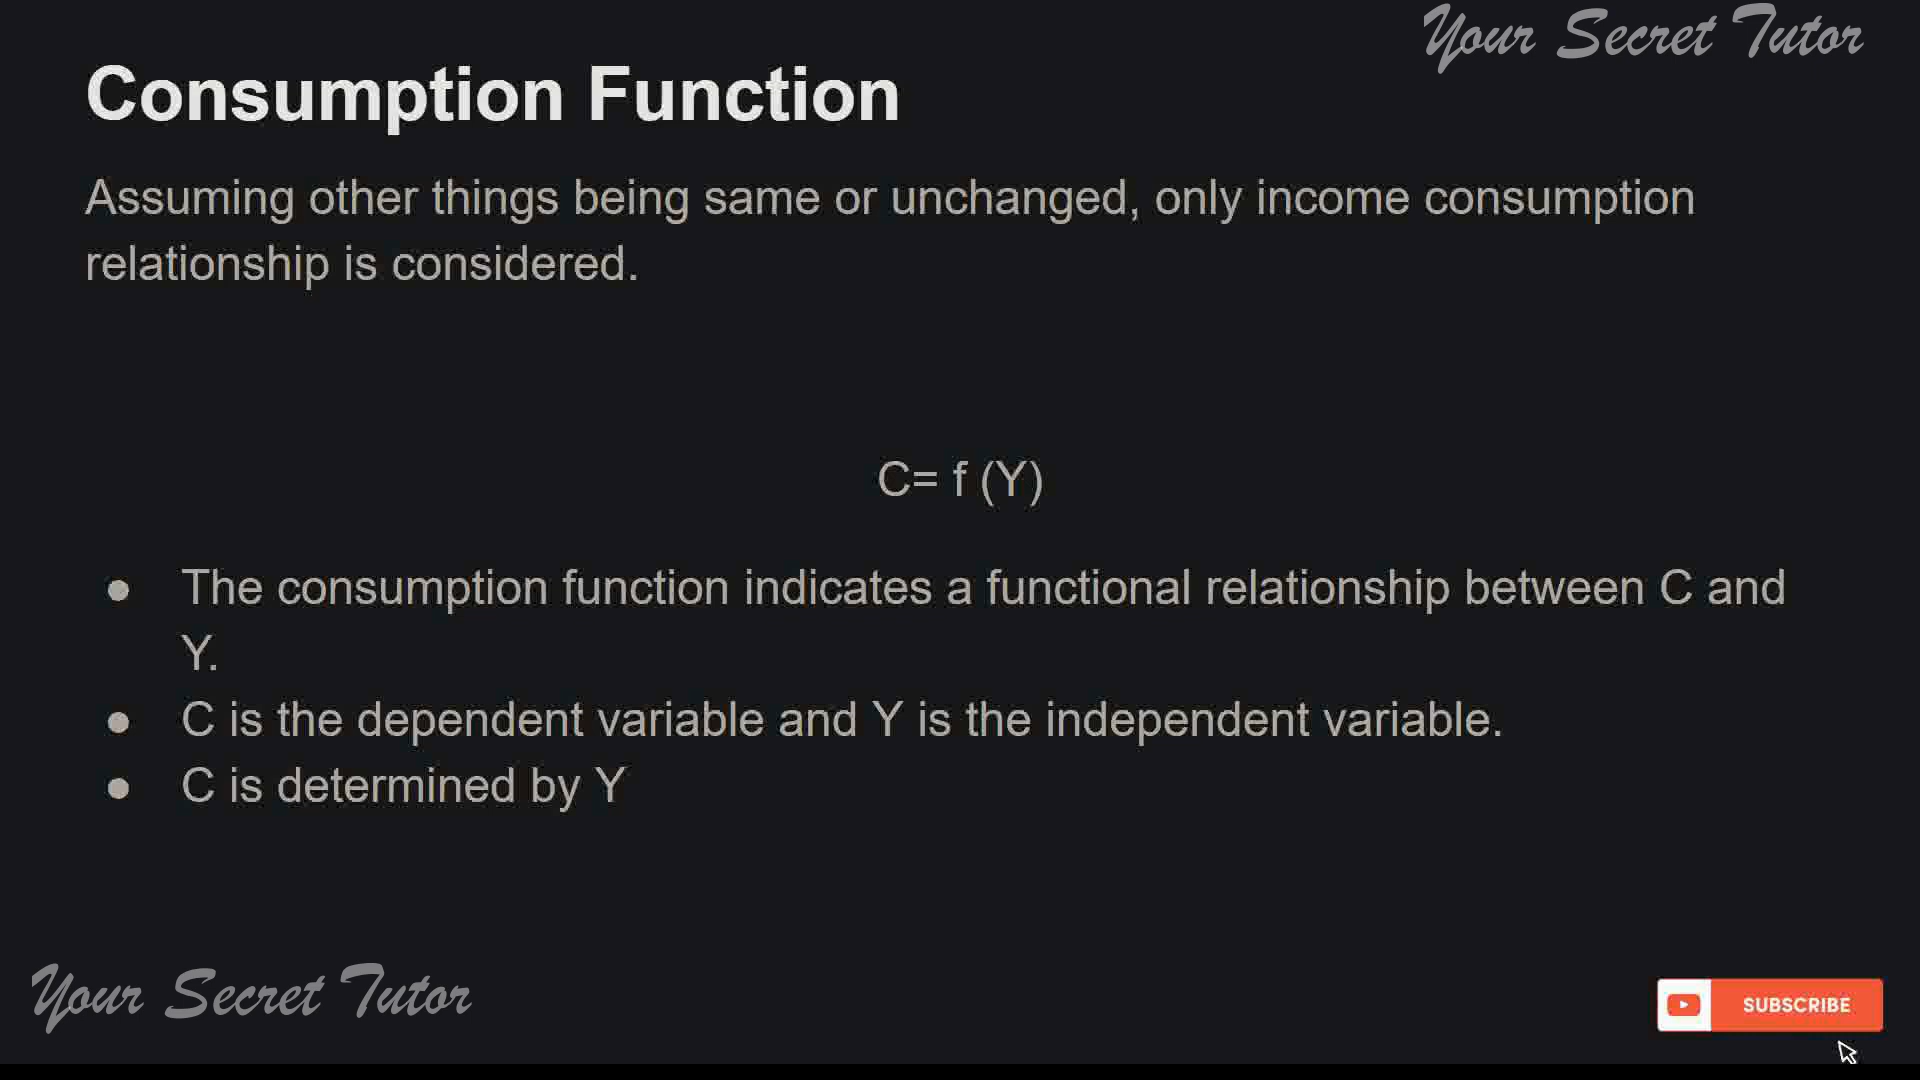 Your Secret Tutor
Consumption Function
Assuming other things being same or unchanged, only income consumption
relationship is considered.
C= f (Y)
● The consumption function indicates a functional relationship between C and
Y.
● C is the dependent variable and Y is the independent variable.
● C is determined by Y
Your Secret Tutor
SUBSCRIBE